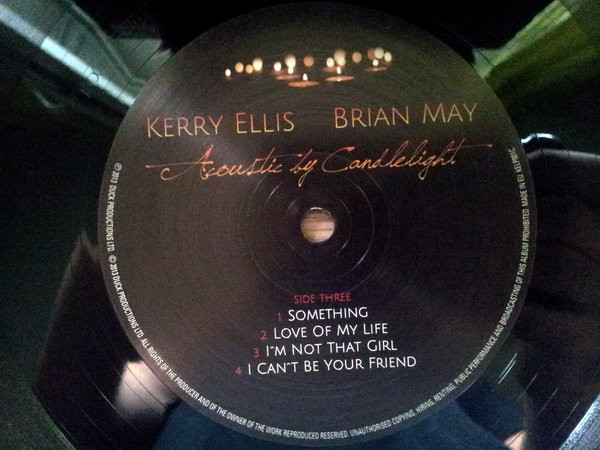 KERRY ELLIS BRIAN MAY
Acoustic by Candlelight
SIDE THREE
1 SOMETHING
2 LOVE OF MY LIFE
3 I~M NOT THAT GIRL
4 I CAN~T BE YOUR FRIEND
℗ 2013 DUCK PRODUCTIONS LTD. © 2013 DUCK PRODUCTIONS LTD. ALL RIGHTS OF THE PRODUCER AND OF THE OWNER OF THE WORK REPRODUCED RESERVED. UNAUTHORISED COPYING, HIRING, RENTING, PUBLIC PERFORMANCE AND BROADCASTING OF THIS ALBUM PROHIBITED. MADE IN EU.